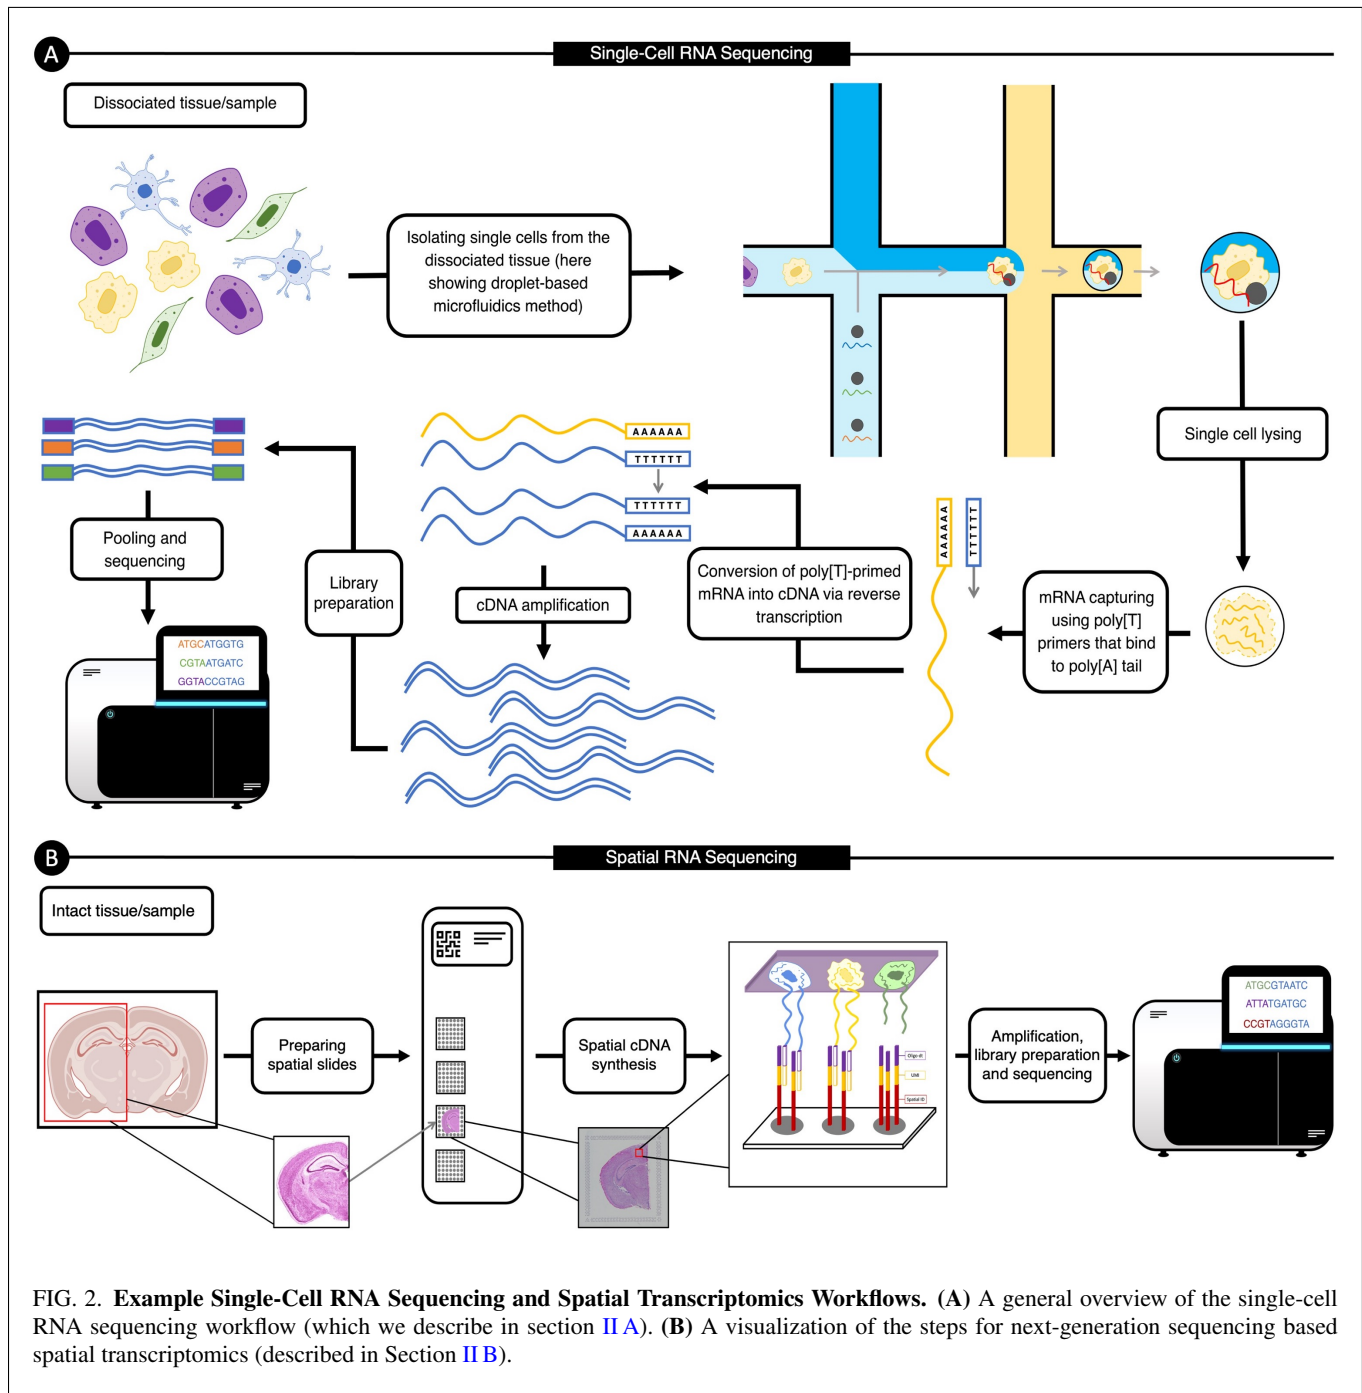 A
Single-Cell RNA Sequencing
Dissociated tissue/sample
Isolating single cells from the
dissociated tissue (here
showing droplet-based
microfluidics method)
Single cell lysing
mRNA capturing
using poly[T]
primers that bind
to poly[A] tail
AAAAAA
TTTTTT
Conversion of poly[T]-primed
mRNA into cDNA via reverse
transcription
AAAAAA
TTTTTT
TTTTTT
AAAAAA
cDNA amplification
Library
preparation
Pooling and
sequencing
ATGCATGGTG
CGTAATGATC
GGTACCGTAG
B
Spatial RNA Sequencing
Intact tissue/sample
Preparing
spatial slides
Spatial cDNA
synthesis
Oligo dt
UMI
Spatial ID
Amplification,
library preparation
and sequencing
ATGCGTAATC
ATTATGATGC
CCGTAGGGTA
FIG. 2. Example Single-Cell RNA Sequencing and Spatial Transcriptomics Workflows. (A) A general overview of the single-cell
RNA sequencing workflow (which we describe in section II A). (B) A visualization of the steps for next-generation sequencing based
spatial transcriptomics (described in Section II B).